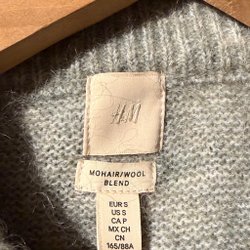 H&M
MOHAIR/WOOL
BLEND
EUR S
US S
CA P
MX CH
CN
165/88A